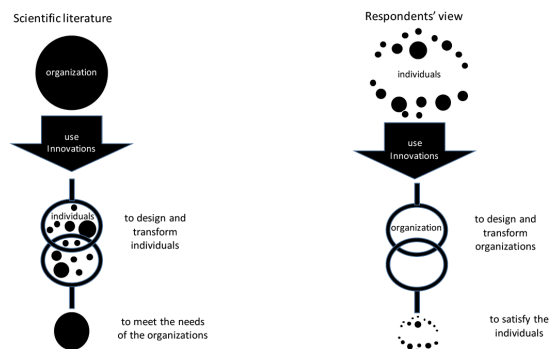 Scientific literature
organization
use
Innovations
individuals
to design and
transform
individuals
to meet the needs
of the organizations
Respondents' view
individuals
use
Innovations
organization
to design and
transform
organizations
to satisfy the
individuals